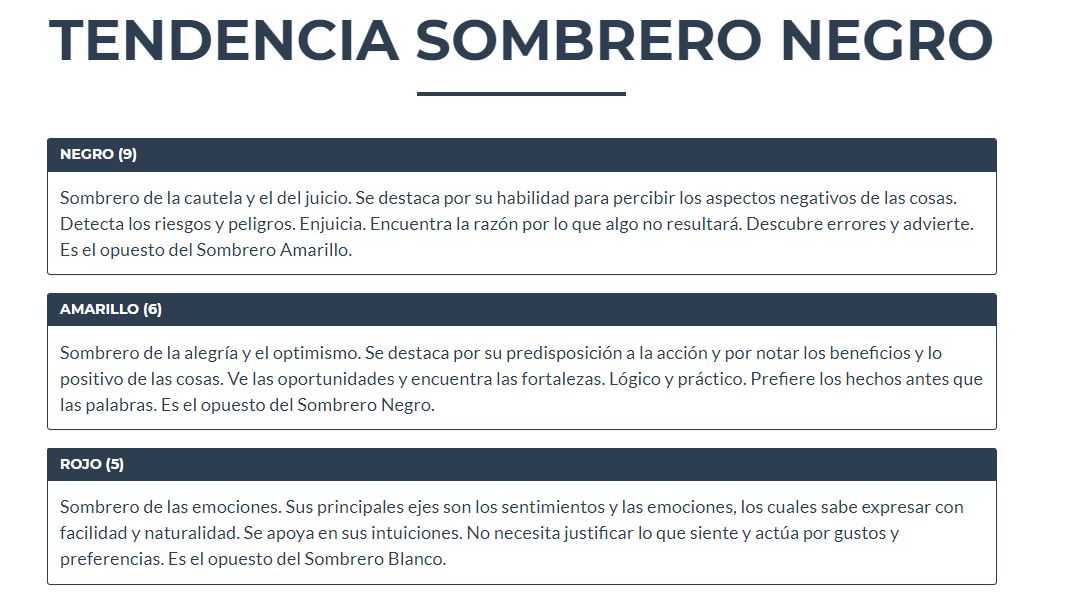 TENDENCIA SOMBRERO NEGRO
NEGRO (9)
Sombrero de la cautela y el del juicio. Se destaca por su habilidad para percibir los aspectos negativos de las cosas.
Detecta los riesgos y peligros. Enjuicia. Encuentra la razón por lo que algo no resultará. Descubre errores y advierte.
Es el opuesto del Sombrero Amarillo.
AMARILLO (6)
Sombrero de la alegría y el optimismo. Se destaca por su predisposición a la acción y por notar los beneficios y lo
positivo de las cosas. Ve las oportunidades y encuentra las fortalezas. Lógico y práctico. Prefiere los hechos antes que
las palabras. Es el opuesto del Sombrero Negro.
ROJO (5)
Sombrero de las emociones. Sus principales ejes son los sentimientos y las emociones, los cuales sabe expresar con
facilidad y naturalidad. Se apoya en sus intuiciones. No necesita justificar lo que siente y actúa por gustos y
preferencias. Es el opuesto del Sombrero Blanco.